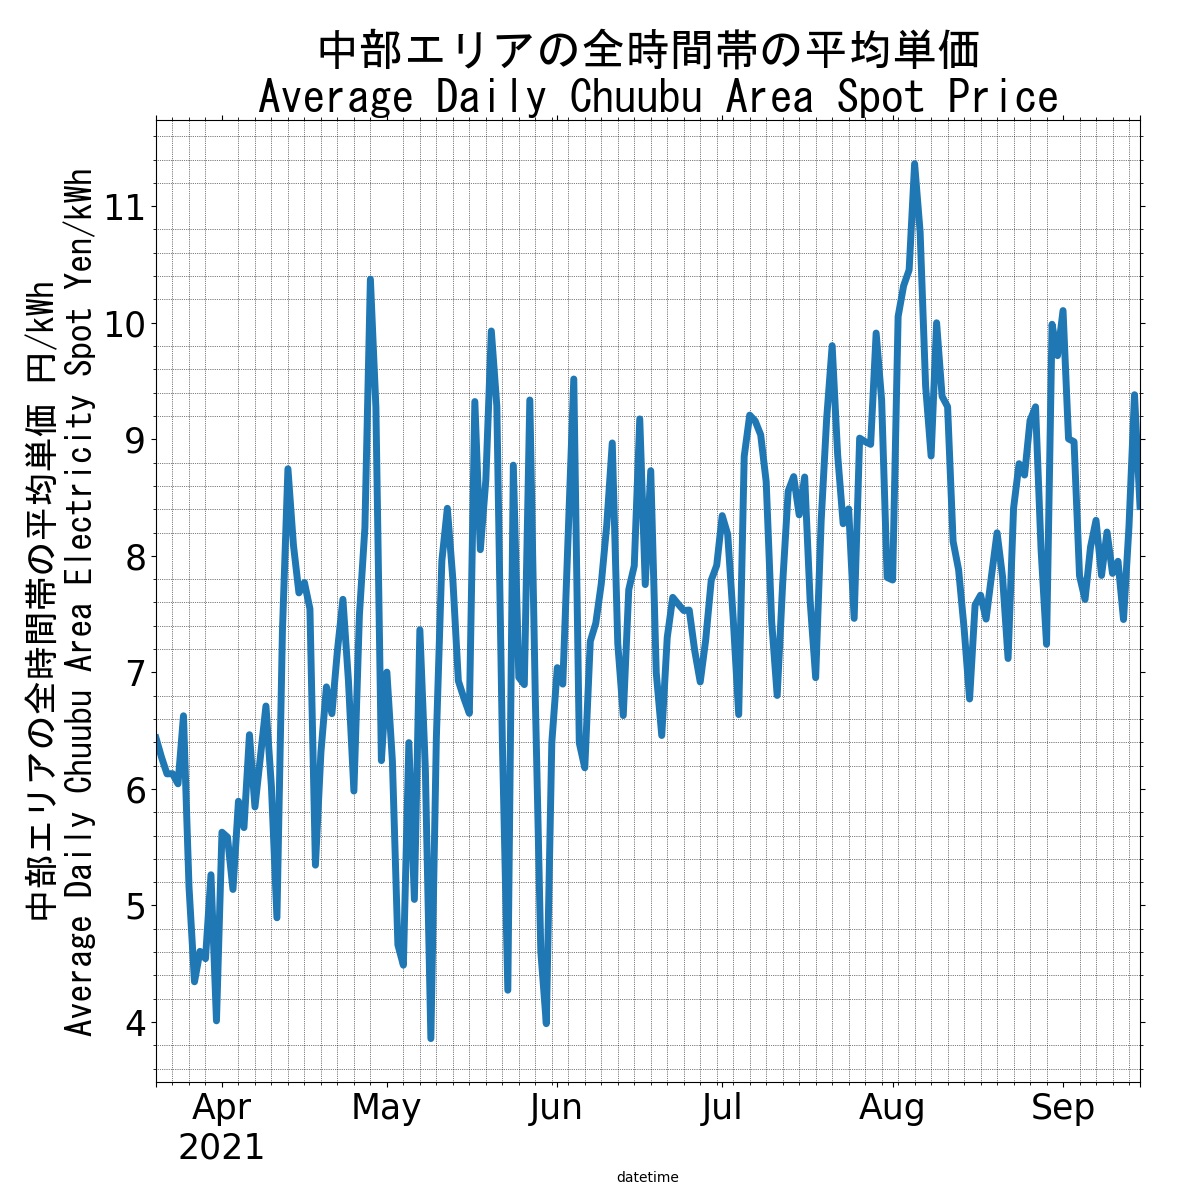 中部エリアの全時間帯の平均単価
Average Daily Chuubu Area Spot Price
中部エリアの全時間帯の平均単価 円/kWh
Average Daily Chuubu Area Electricity Spot Yen/kWh
11
10
9
8
7
6
5
4
Apr May Jun Jul Aug Sep
2021
datetime